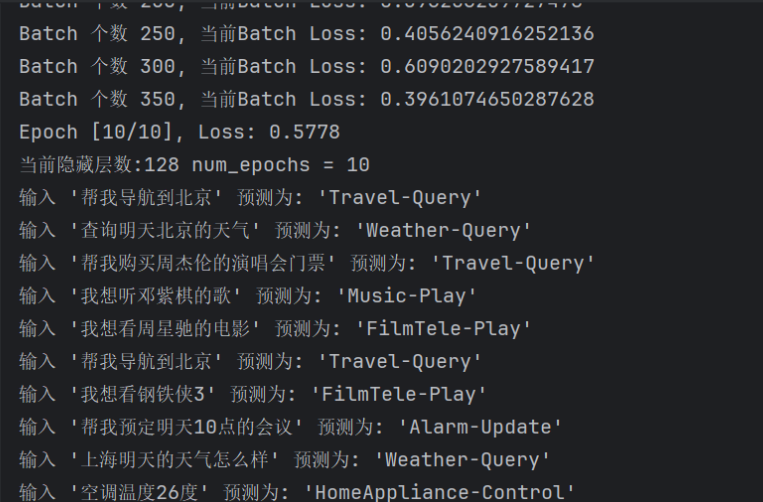 Batch 个数 250, 当前Batch Loss: 0.4056240916252136
Batch 个数 300, 当前Batch Loss: 0.6090202927589417
Batch 个数 350, 当前Batch Loss: 0.3961074650287628
Epoch [10/10], Loss: 0.5778
当前隐藏层数:128 num_epochs = 10
输入 '帮我导航到北京' 预测为: 'Travel-Query'
输入 '查询明天北京的天气' 预测为: 'Weather-Query'
输入 '帮我购买周杰伦的演唱会门票' 预测为: 'Travel-Query'
输入 '我想听邓紫棋的歌' 预测为: 'Music-Play'
输入 '我想看周星驰的电影' 预测为: 'FilmTele-Play'
输入 '帮我导航到北京' 预测为: 'Travel-Query'
输入 '我想看钢铁侠3' 预测为: 'FilmTele-Play'
输入 '帮我预定明天10点的会议' 预测为: 'Alarm-Update'
输入 '上海明天的天气怎么样' 预测为: 'Weather-Query'
输入 '空调温度26度' 预测为: 'HomeAppliance-Control'